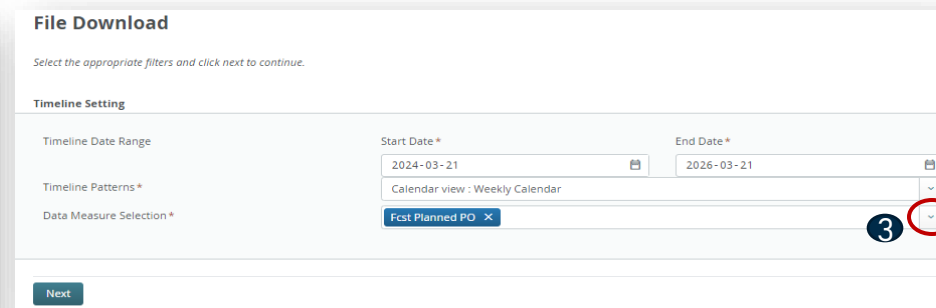 File Download
Select the appropriate filters and click next to continue.
Timeline Setting
Timeline Date Range
Start Date *
End Date *
2024-03-21
2026-03-21
Timeline Patterns *
Calendar view : Weekly Calendar
Data Measure Selection *
Fcst Planned PO ×
3
Next